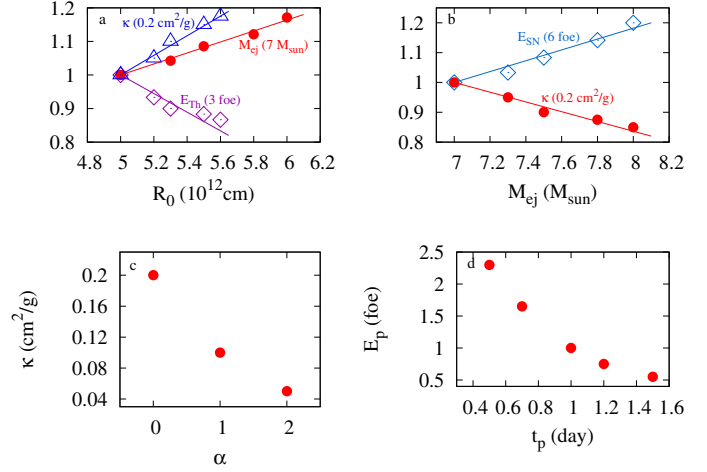 a
κ (0.2 cm²/g)
M_ej (7 M_sun)
E_Th (3 foe)
1.2
1.1
1
0.9
0.8
4.8 5 5.2 5.4 5.6 5.8 6 6.2
R_0 (10¹²cm)
b
E_SN (6 foe)
κ (0.2 cm²/g)
1.2
1.1
1
0.9
0.8
7 7.2 7.4 7.6 7.8 8 8.2
M_ej (M_sun)
c
κ (cm²/g)
0.2
0.16
0.12
0.08
0.04
0 1 2
α
d
E_p (foe)
2.5
2
1.5
1
0.5
0.4 0.6 0.8 1 1.2 1.4 1.6
t_p (day)